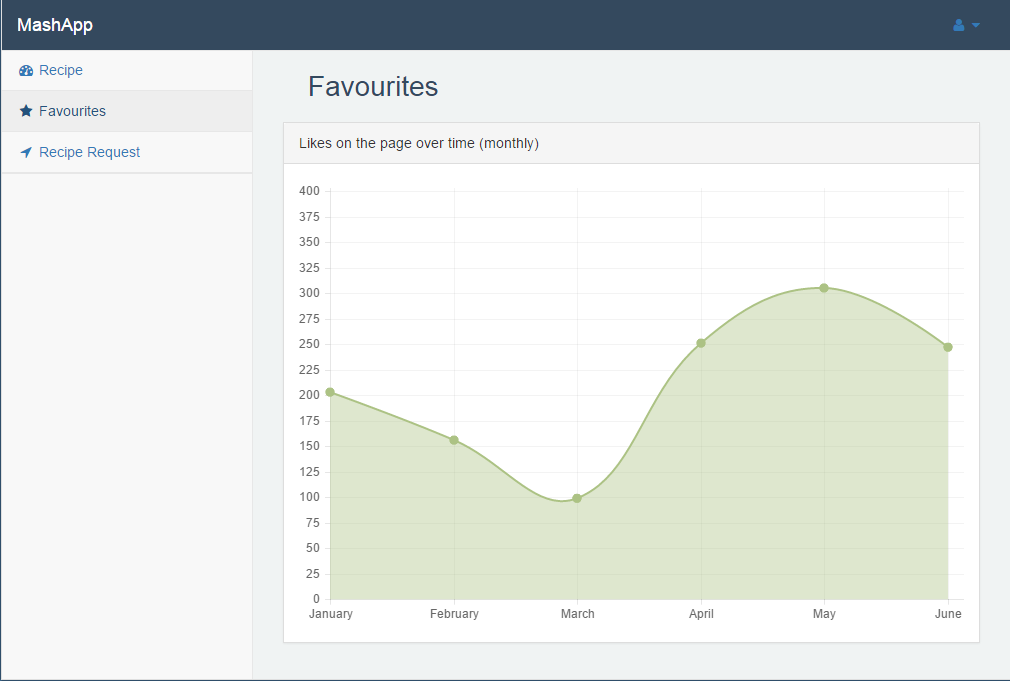 MashApp
Recipe
Favourites
Recipe Request
Favourites
Likes on the page over time (monthly)
400
375
350
325
300
275
250
225
200
175
150
125
100
75
50
25
0
January February March April May June